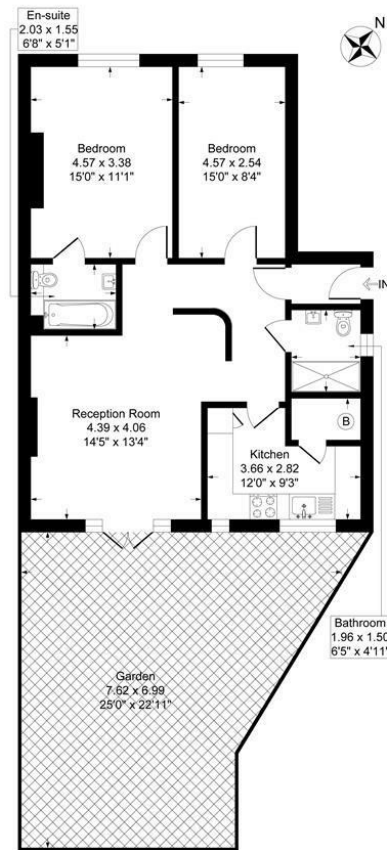 En-suite
2.03 x 1.55
6'8" x 5'1"
N
Bedroom
4.57 x 3.38
15'0" x 11'1"
Bedroom
4.57 x 2.54
15'0" x 8'4"
IN
Reception Room
4.39 x 4.06
14'5" x 13'4"
B
Kitchen
3.66 x 2.82
12'0" x 9'3"
Bathroom
1.96 x 1.50
6'5" x 4'11"
Garden
7.62 x 6.99
25'0" x 22'11"